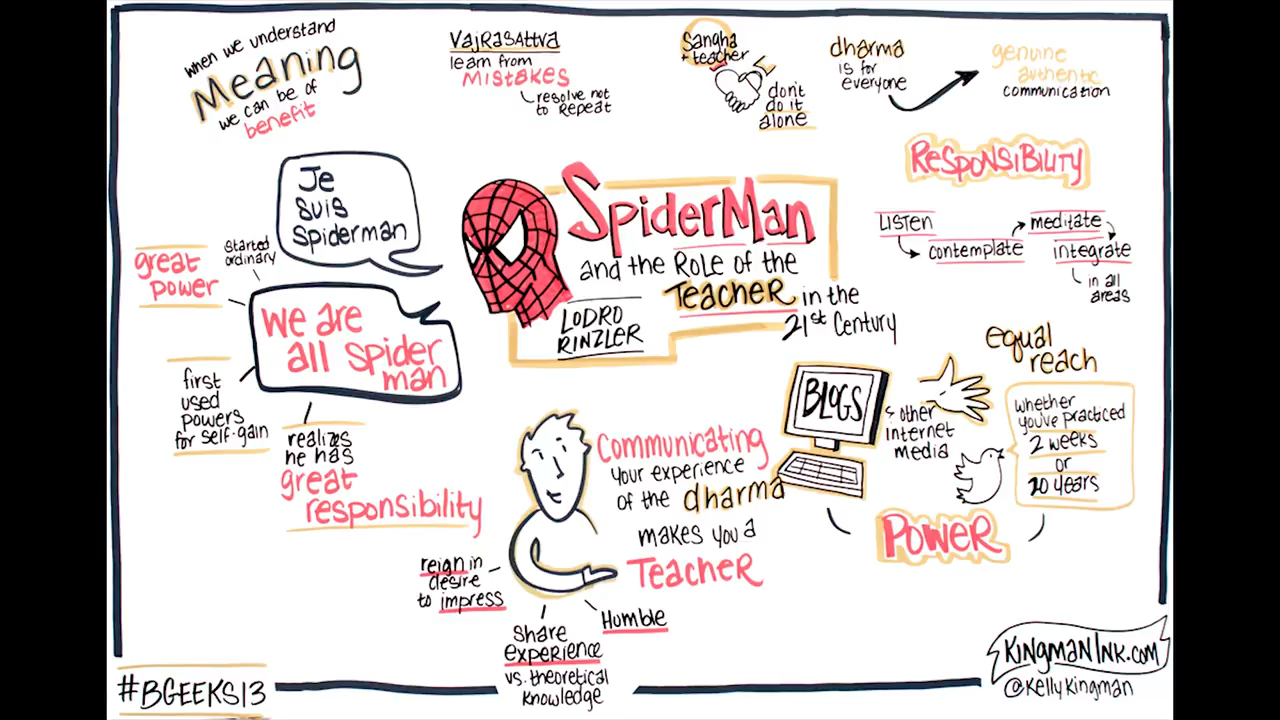 when we understand
Meaning
we can be of
benefit
VajRaSattva
learn from
MIStakes
resolve not
to Repeat
Sangha
+ teacher
don't
do it
alone
dharma
is for
everyone
genuine
authentic
communication
ReSPONSIBILITY
LISTEN
contemplate
meditate
integrate
in all
areas
Je
suis
Spiderman
SpiderMan
and the Role of the
Teacher in the
21st Century
LODRO
RINZLER
great
power
started
ordinary
We are
all spider
man
first
used
powers
for self-gain
realizes
he has
great
responsibility
Communicating
your experience
of the dharma
makes you a
TeacheR
reign in
desire
to impress
share
experience
vs. theoretical
knowledge
Humble
BLOGS
+ other
internet
media
equal
reach
whether
you've practiced
2 weeks
or
20 years
POWER
#BGEEKS13
KINGMANINK.COM
@KellyKingman